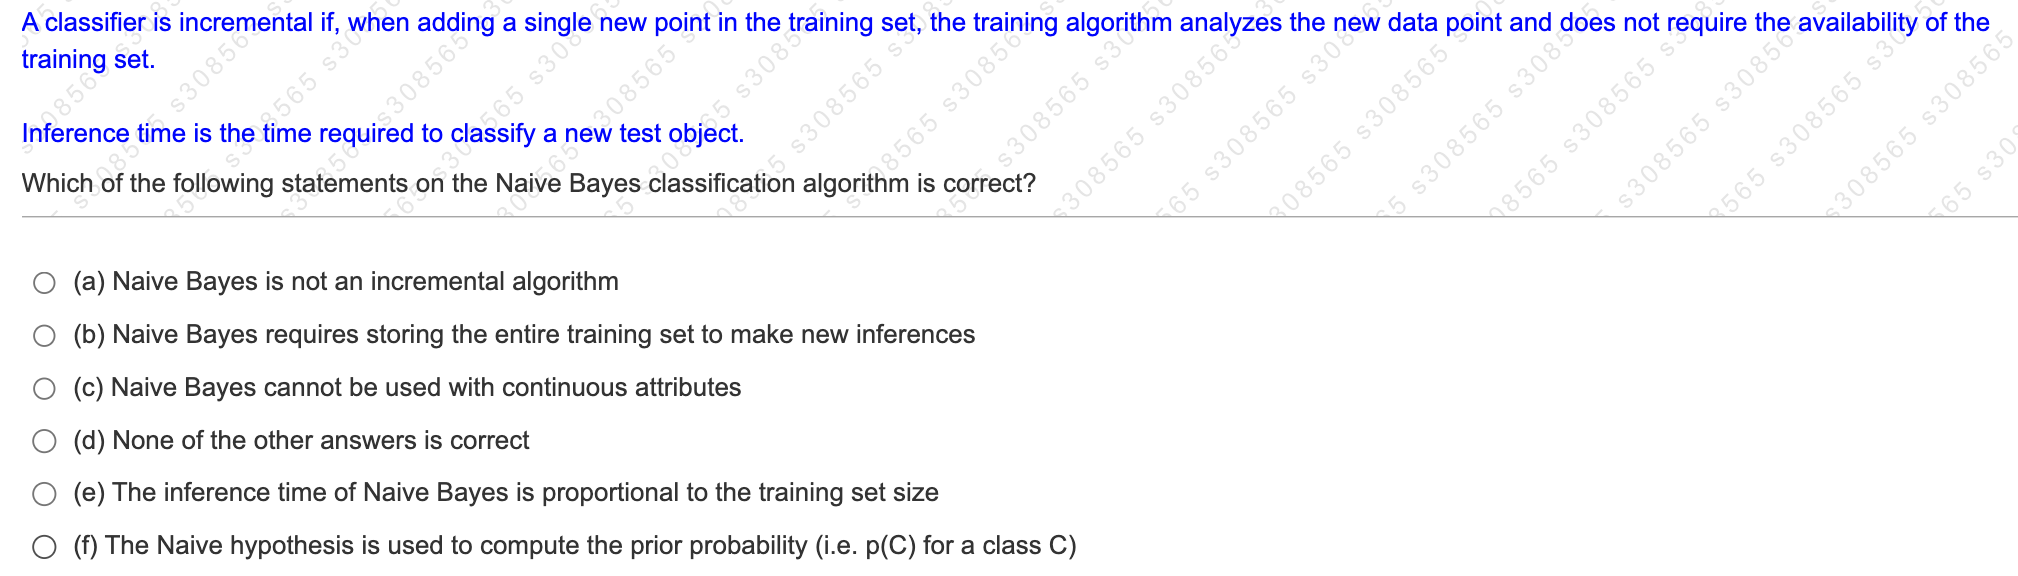 A classifier is incremental if, when adding a single new point in the training set, the training algorithm analyzes the new data point and does not require the availability of the
training set.
Inference time is the time required to classify a new test object.
Which of the following statements on the Naive Bayes classification algorithm is correct?
(a) Naive Bayes is not an incremental algorithm
(b) Naive Bayes requires storing the entire training set to make new inferences
(c) Naive Bayes cannot be used with continuous attributes
(d) None of the other answers is correct
(e) The inference time of Naive Bayes is proportional to the training set size
(f) The Naive hypothesis is used to compute the prior probability (i.e. p(C) for a class C)